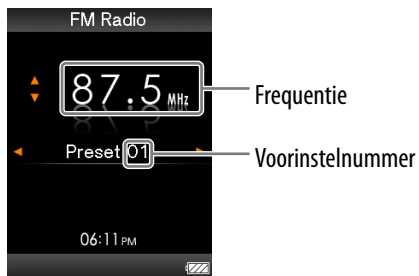 FM Radio
87.5 MHz
Frequentie
Preset 01
Voorinstelnummer
06:11 PM